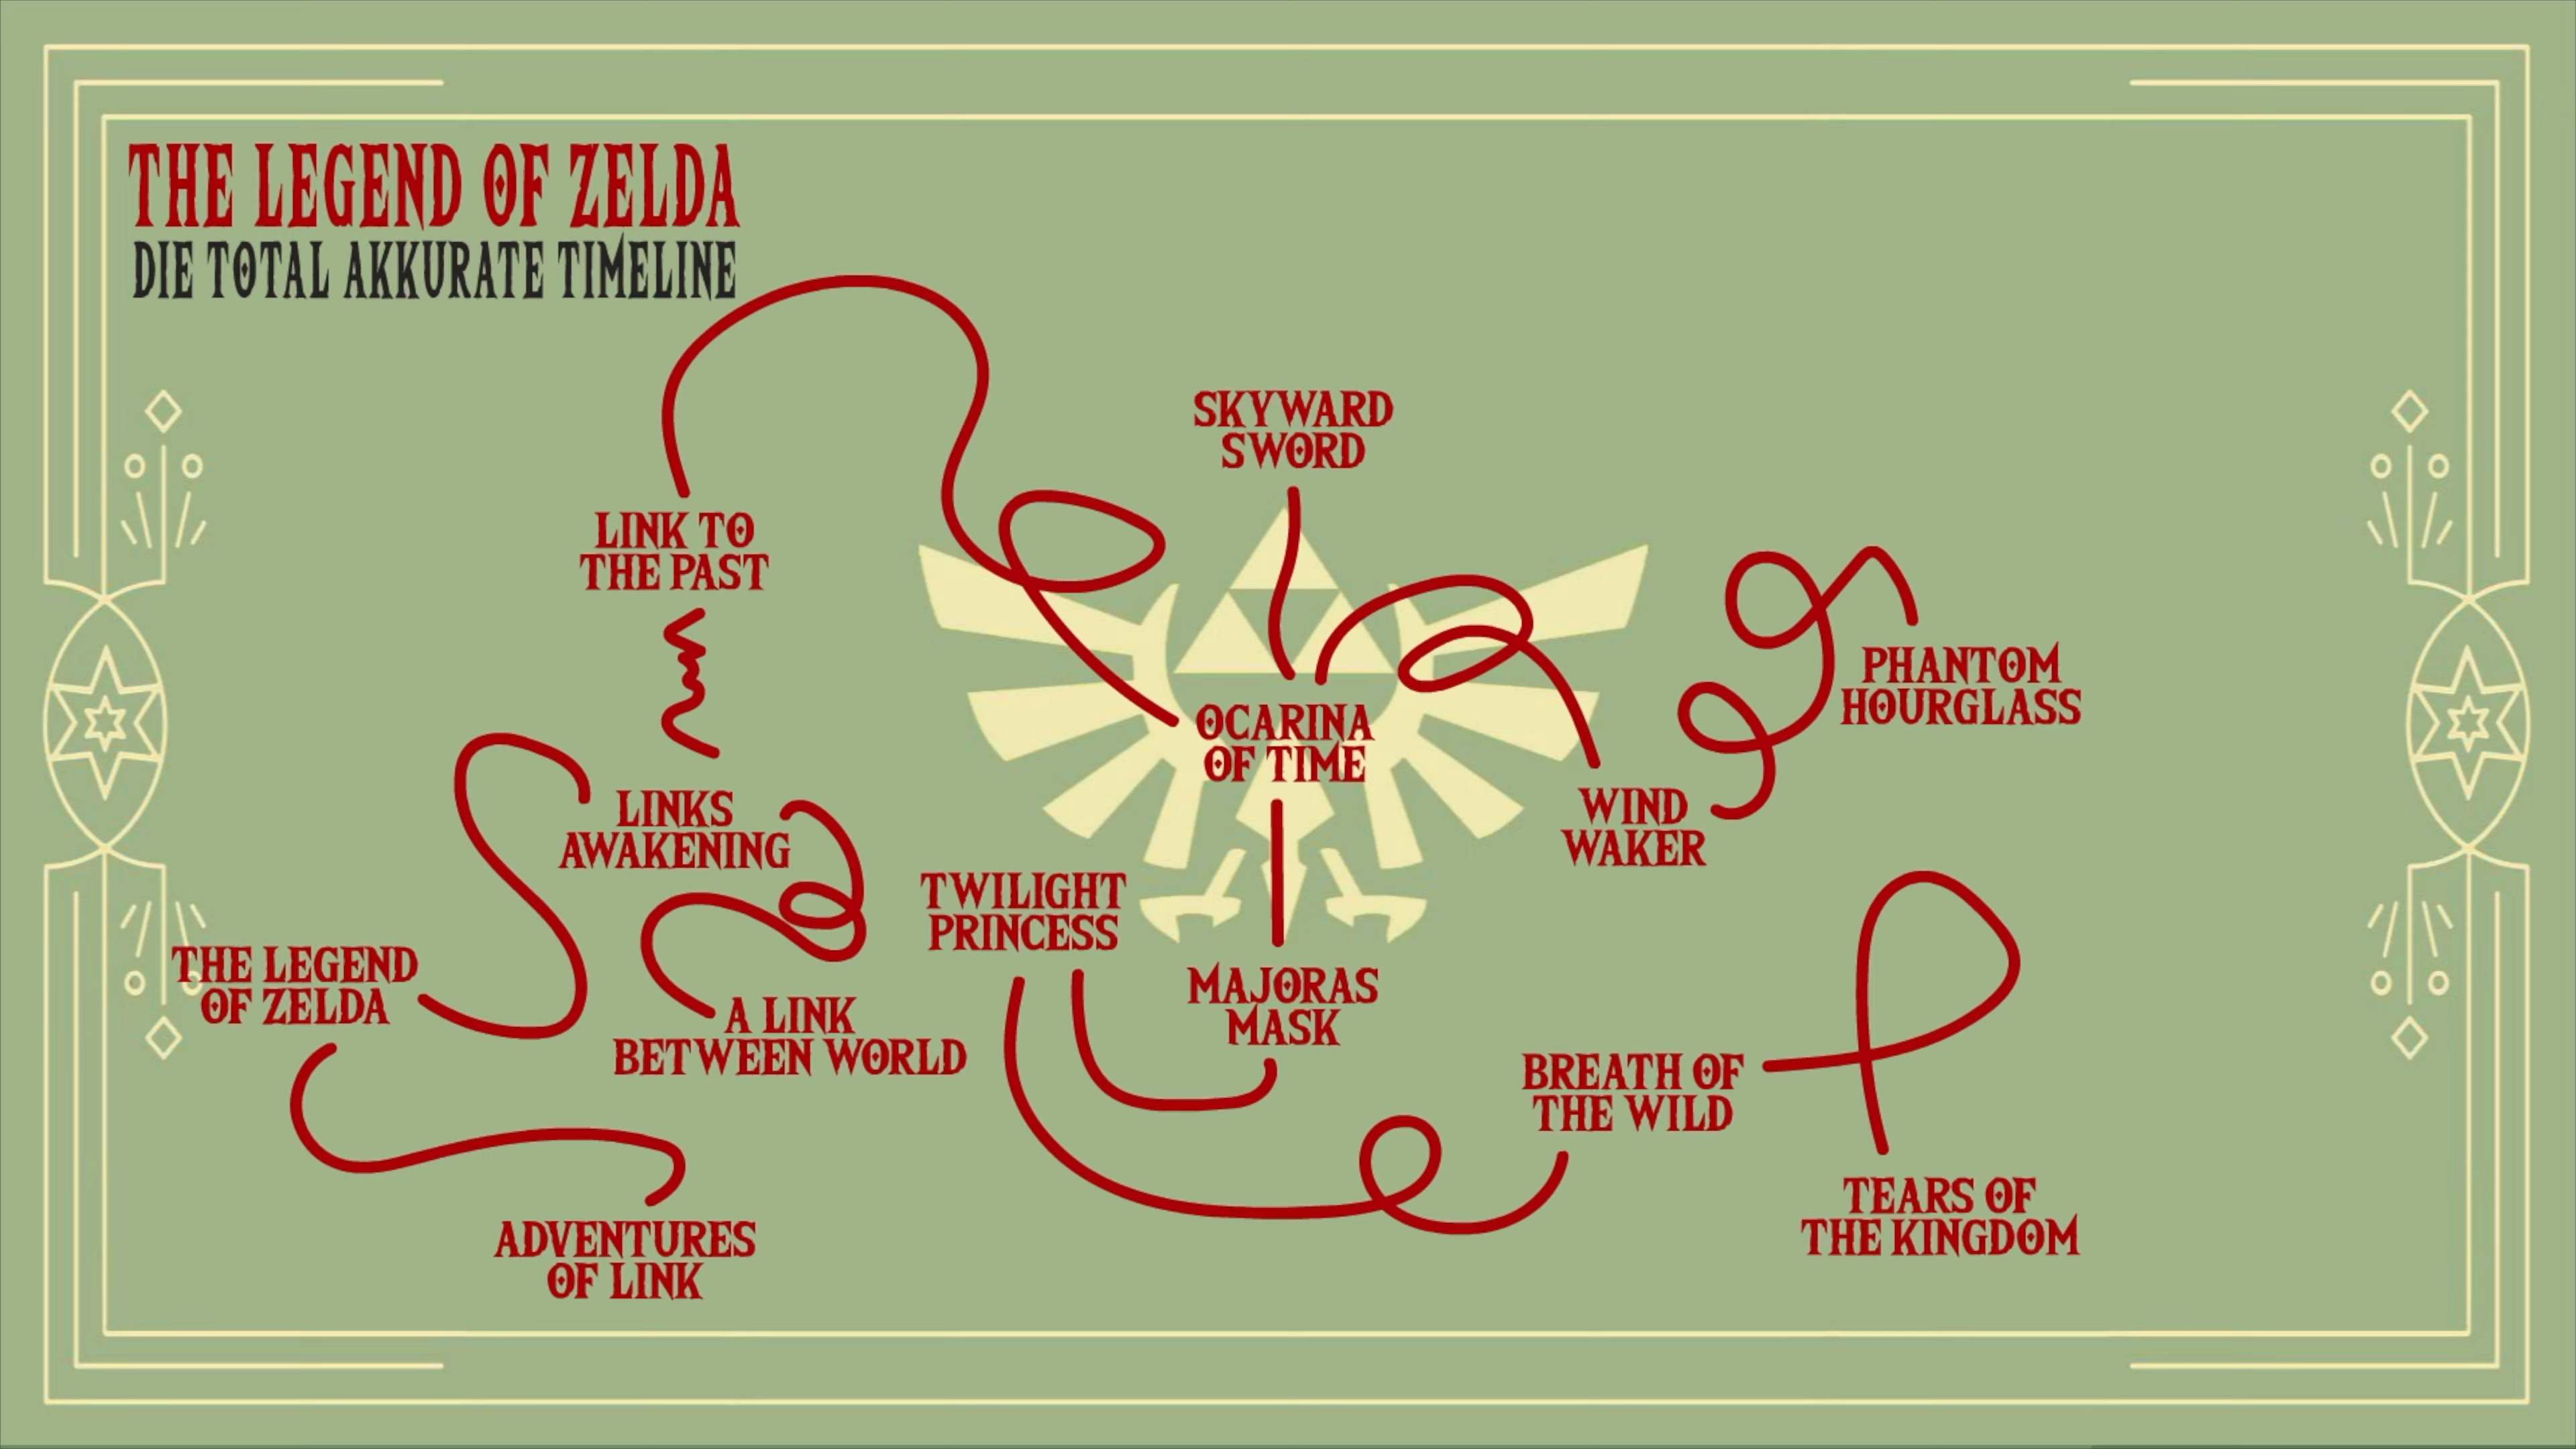 THE LEGEND OF ZELDA
DIE TOTAL AKKURATE TIMELINE
SKYWARD
SWORD
LINK TO
THE PAST
PHANTOM
HOURGLASS
OCARINA
OF TIME
LINKS
AWAKENING
WIND
WAKER
TWILIGHT
PRINCESS
THE LEGEND
OF ZELDA
MAJORAS
MASK
A LINK
BETWEEN WORLD
BREATH OF
THE WILD
TEARS OF
THE KINGDOM
ADVENTURES
OF LINK